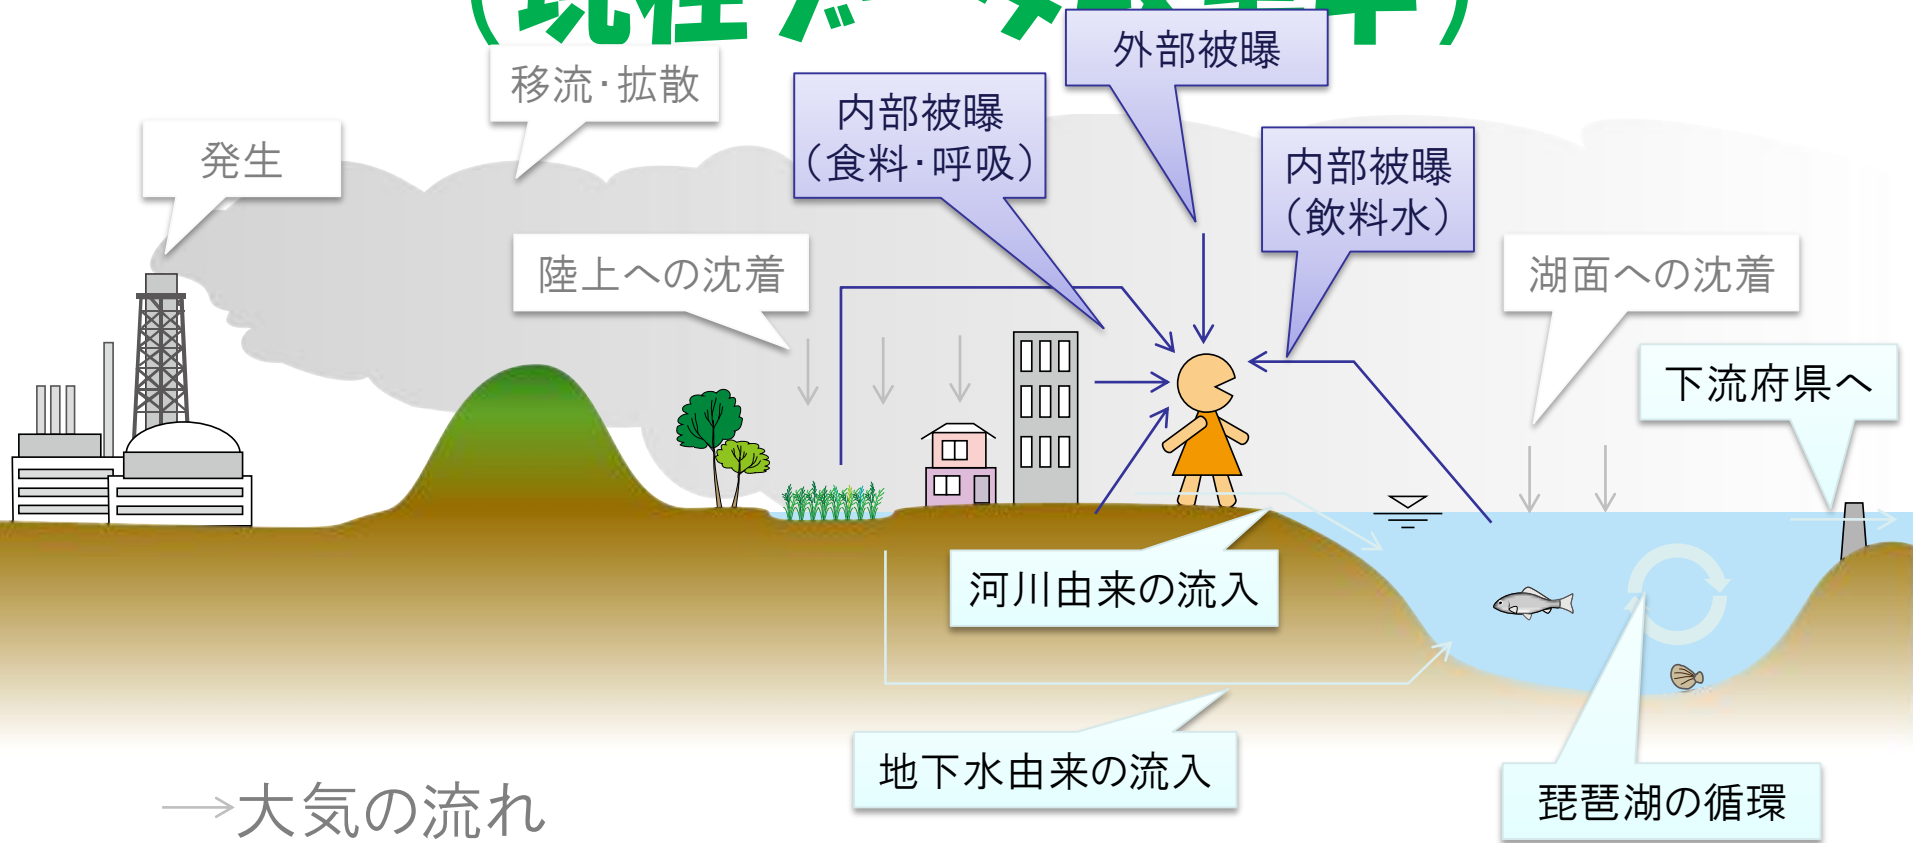 外部被曝
移流・拡散
内部被曝
（食料・呼吸）
発生
内部被曝
（飲料水）
陸上への沈着
湖面への沈着
下流府県へ
河川由来の流入
地下水由来の流入
琵琶湖の循環
→大気の流れ